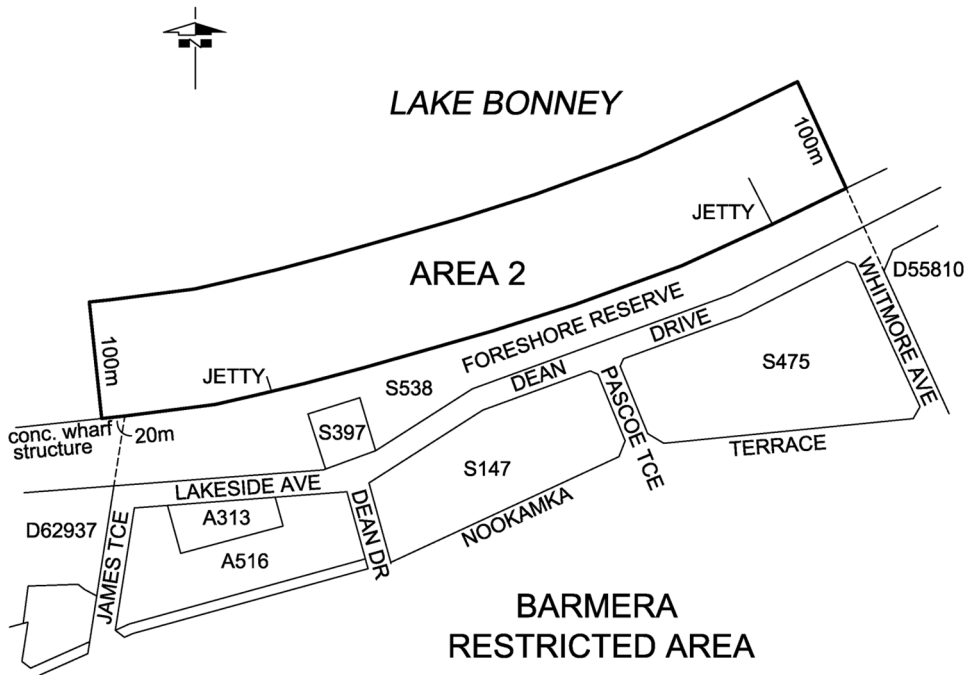 N
LAKE BONNEY
100m
JETTY
AREA 2
D55810
WHITMORE AVE
FORESHORE RESERVE
DRIVE
DEAN
100m
JETTY
S538
S475
PASCOE TCE
conc. wharf
structure
20m
S397
S147
TERRACE
LAKESIDE AVE
NOOKAMKA
DEAN DR
D62937
JAMES TCE
A313
A516
BARMERA
RESTRICTED AREA